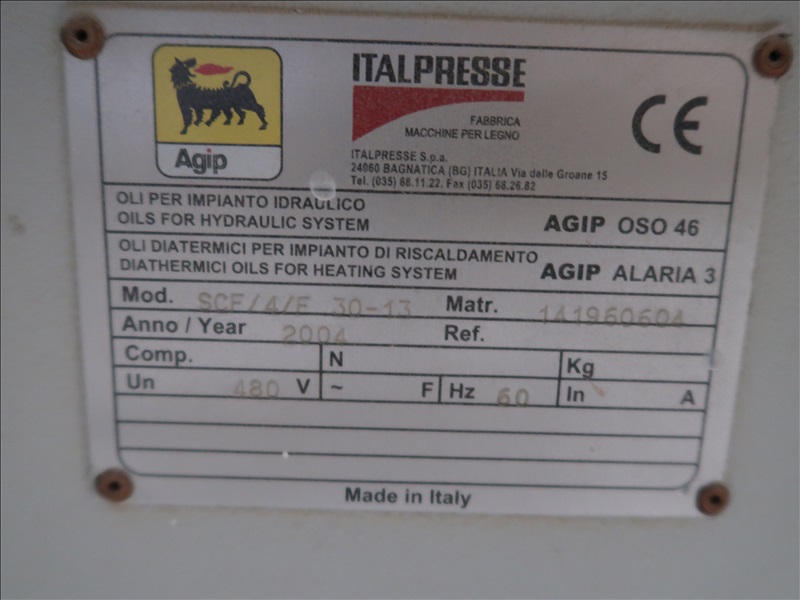 Agip
ITALPRESSE
FABBRICA
MACCHINE PER LEGNO
CE
ITALPRESSE S.p.a.
24060 BAGNATICA (BG) ITALIA Via delle Groane 15
Tel. (035) 68.11.22. Fax (035) 68.26.82
OLI PER IMPIANTO IDRAULICO
OILS FOR HYDRAULIC SYSTEM AGIP OSO 46
OLI DIATERMICI PER IMPIANTO DI RISCALDAMENTO
DIATHERMICI OILS FOR HEATING SYSTEM AGIP ALARIA 3
Mod. SCF/4/F 30-13 Matr. 141960604
Anno / Year 2004 Ref.
Comp. N Kg
Un 480 V ~ F Hz 60 In A
Made in Italy